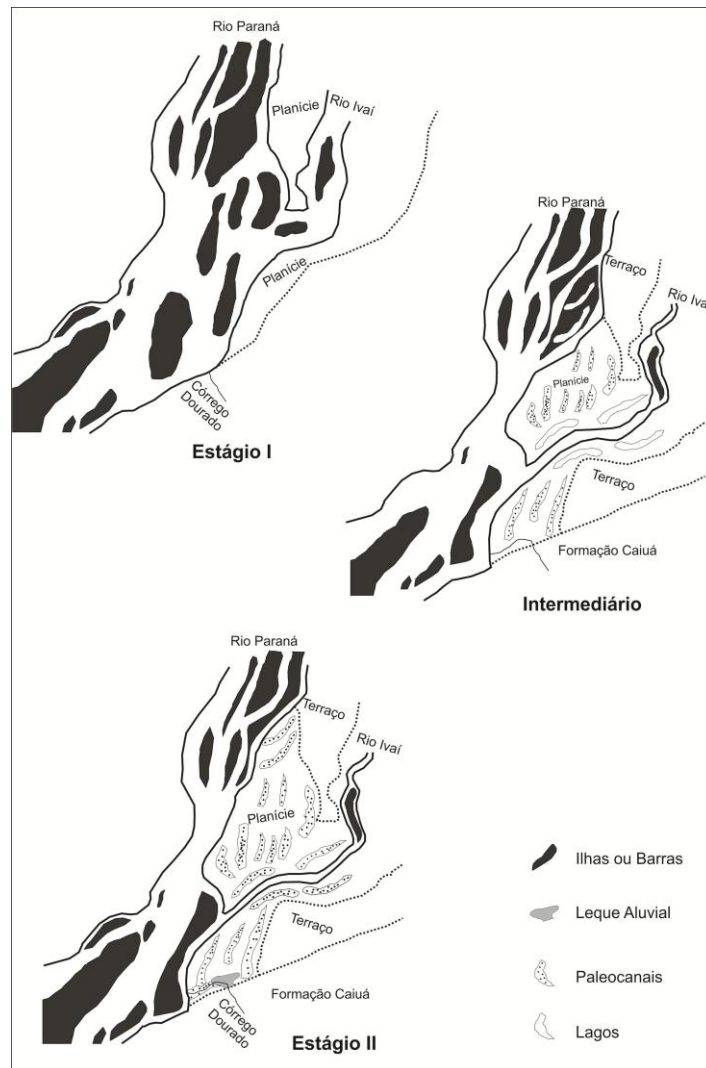 Rio Paraná
Planície
Rio Ivaí
Planície
Córrego
Dourado
Estágio I
Rio Paraná
Terraço
Rio Ivaí
Planície
Terraço
Formação Caiuá
Intermediário
Rio Paraná
Terraço
Rio Ivaí
Planície
Terraço
Formação Caiuá
Córrego
Dourado
Estágio II
Ilhas ou Barras
Leque Aluvial
Paleocanais
Lagos